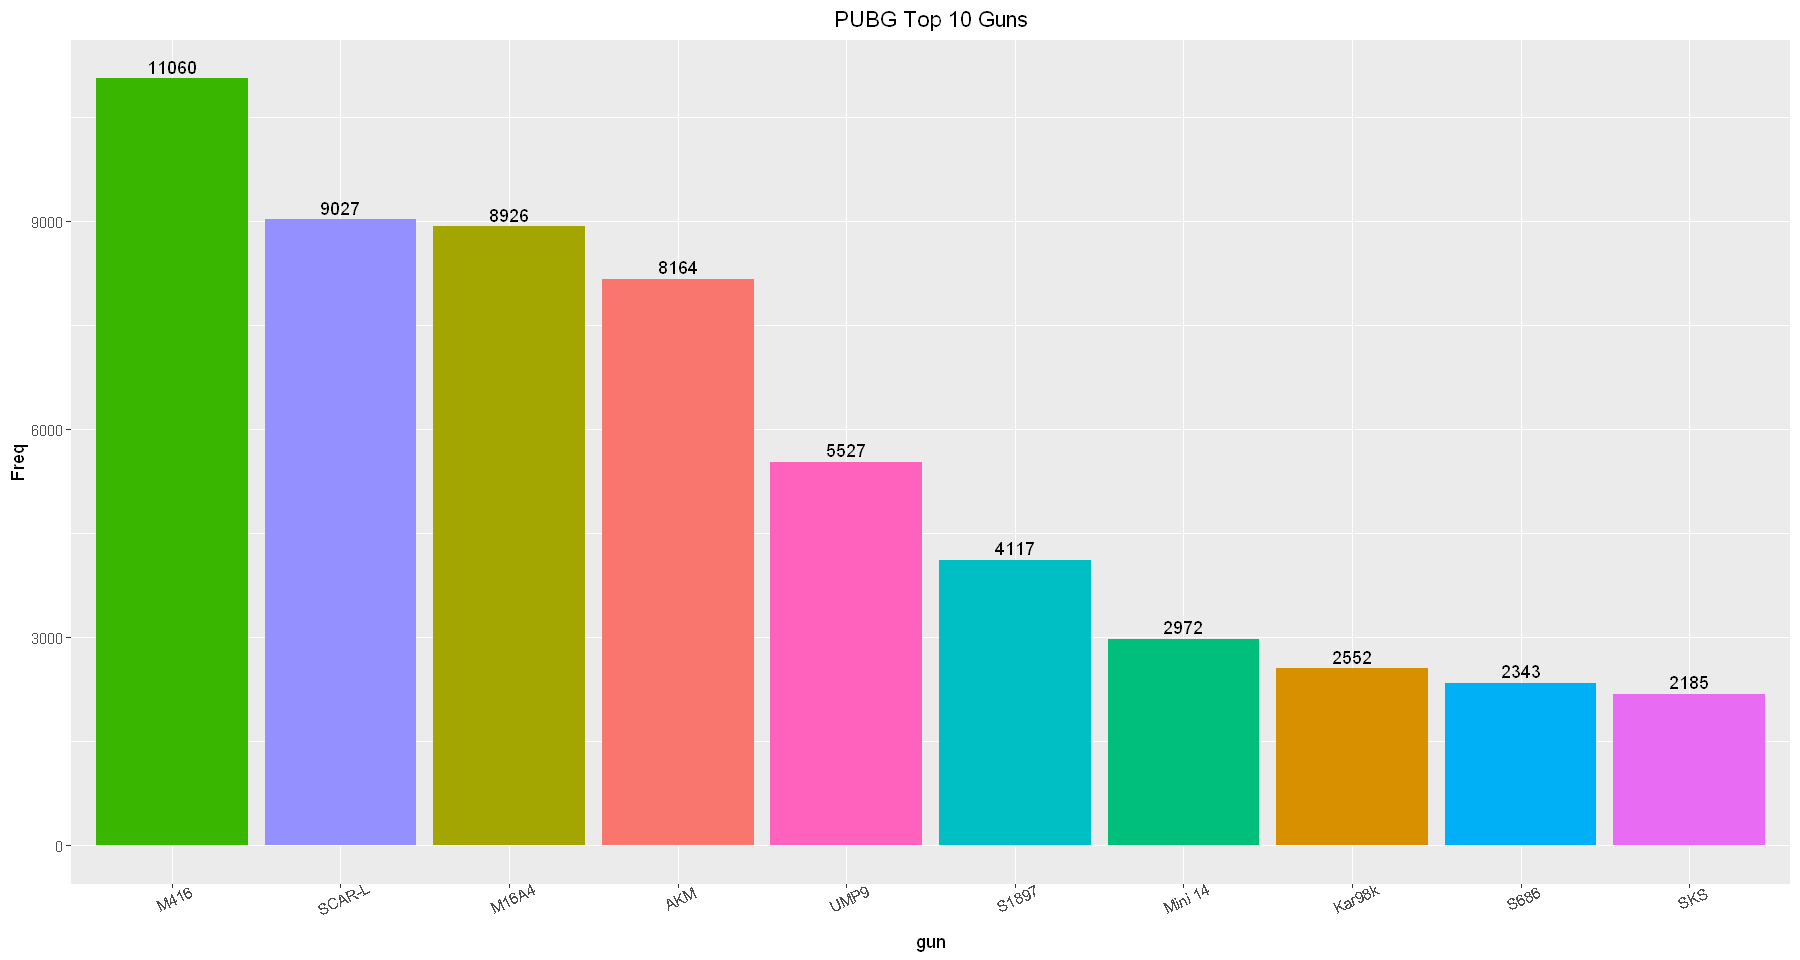 PUBG Top 10 Guns
11060
9027
8926
8164
5527
4117
2972
2552
2343
2185
9000
6000
3000
0
Freq
M416
SCAR-L
M16A4
AKM
UMP9
S1897
Mini 14
Kar98k
S686
SKS
gun